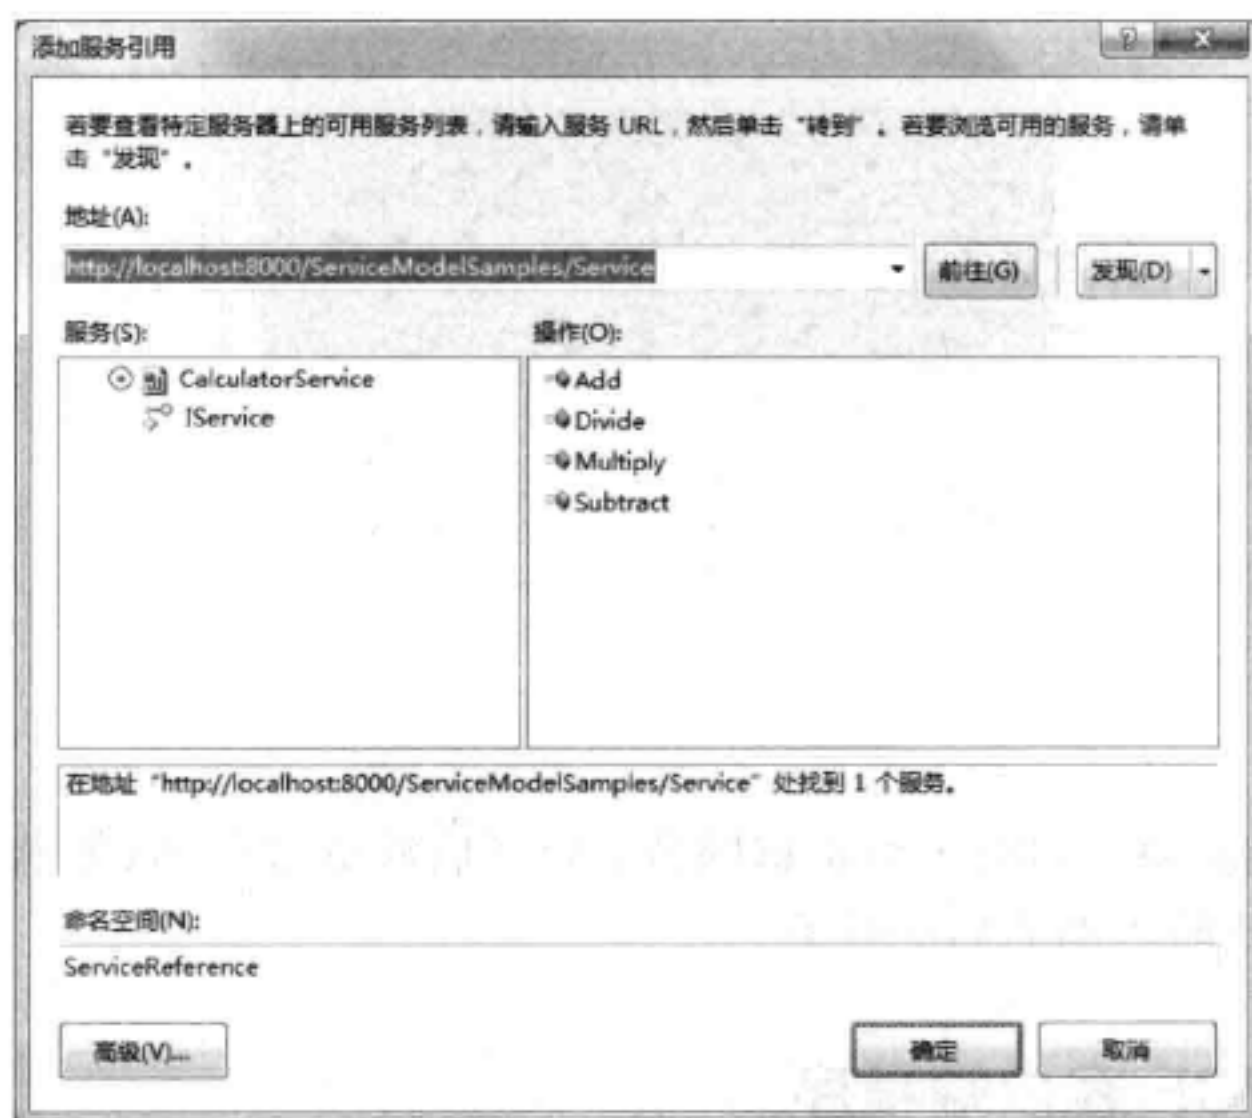 添加服务引用
若要查看特定服务器上的可用服务列表，请输入服务 URL，然后单击“转到”。若要浏览可用的服务，请单
击“发现”。
地址(A):
http://localhost:8000/ServiceModelSamples/Service
前往(G)
发现(D)
服务(S):
操作(O):
CalculatorService
IService
Add
Divide
Multiply
Subtract
在地址“http://localhost:8000/ServiceModelSamples/Service”处找到 1 个服务。
命名空间(N):
ServiceReference
高级(V)...
确定
取消